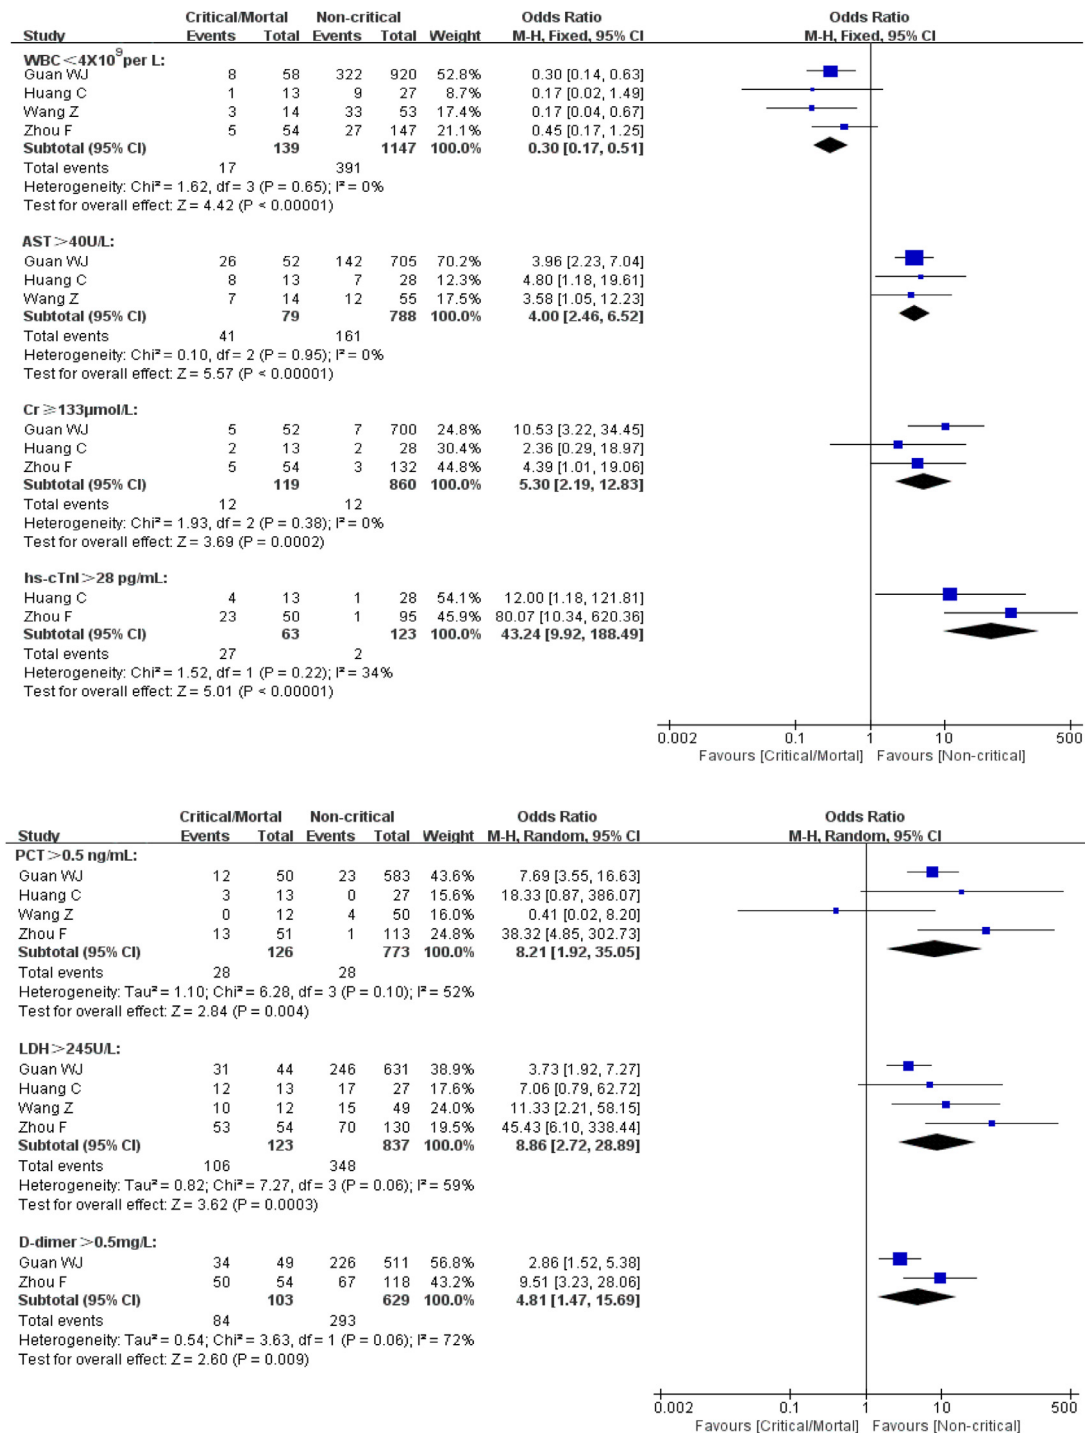 Critical/Mortal Non-critical Odds Ratio Odds Ratio
Study Events Total Events Total Weight M-H, Fixed, 95% CI M-H, Fixed, 95% CI
WBC<4X10⁹per L:
Guan WJ 8 58 322 920 52.8% 0.30 [0.14, 0.63]
Huang C 1 13 9 27 8.7% 0.17 [0.02, 1.49]
Wang Z 3 14 33 53 17.4% 0.17 [0.04, 0.67]
Zhou F 5 54 27 147 21.1% 0.45 [0.17, 1.25]
Subtotal (95% CI) 139 1147 100.0% 0.30 [0.17, 0.51]
Total events 17 391
Heterogeneity: Chi² = 1.62, df = 3 (P = 0.65); I² = 0%
Test for overall effect: Z = 4.42 (P < 0.00001)
AST>40U/L:
Guan WJ 26 52 142 705 70.2% 3.96 [2.23, 7.04]
Huang C 8 13 7 28 12.3% 4.80 [1.18, 19.61]
Wang Z 7 14 12 55 17.5% 3.58 [1.05, 12.23]
Subtotal (95% CI) 79 788 100.0% 4.00 [2.46, 6.52]
Total events 41 161
Heterogeneity: Chi² = 0.10, df = 2 (P = 0.95); I² = 0%
Test for overall effect: Z = 5.57 (P < 0.00001)
Cr≥133μmol/L:
Guan WJ 5 52 7 700 24.8% 10.53 [3.22, 34.45]
Huang C 2 13 2 28 30.4% 2.36 [0.29, 18.97]
Zhou F 5 54 3 132 44.8% 4.39 [1.01, 19.06]
Subtotal (95% CI) 119 860 100.0% 5.30 [2.19, 12.83]
Total events 12 12
Heterogeneity: Chi² = 1.93, df = 2 (P = 0.38); I² = 0%
Test for overall effect: Z = 3.69 (P = 0.0002)
hs-cTnI>28 pg/mL:
Huang C 4 13 1 28 54.1% 12.00 [1.18, 121.81]
Zhou F 23 50 1 95 45.9% 80.07 [10.34, 620.36]
Subtotal (95% CI) 63 123 100.0% 43.24 [9.92, 188.49]
Total events 27 2
Heterogeneity: Chi² = 1.52, df = 1 (P = 0.22); I² = 34%
Test for overall effect: Z = 5.01 (P < 0.00001)
0.002 0.1 1 10 500
Favours [Critical/Mortal] Favours [Non-critical]
Critical/Mortal Non-critical Odds Ratio Odds Ratio
Study Events Total Events Total Weight M-H, Random, 95% CI M-H, Random, 95% CI
PCT>0.5 ng/mL:
Guan WJ 12 50 23 583 43.6% 7.69 [3.55, 16.63]
Huang C 3 13 0 27 15.6% 18.33 [0.87, 386.07]
Wang Z 0 12 4 50 16.0% 0.41 [0.02, 8.20]
Zhou F 13 51 1 113 24.8% 38.32 [4.85, 302.73]
Subtotal (95% CI) 126 773 100.0% 8.21 [1.92, 35.05]
Total events 28 28
Heterogeneity: Tau² = 1.10; Chi² = 6.28, df = 3 (P = 0.10); I² = 52%
Test for overall effect: Z = 2.84 (P = 0.004)
LDH>245U/L:
Guan WJ 31 44 246 631 38.9% 3.73 [1.92, 7.27]
Huang C 12 13 17 27 17.6% 7.06 [0.79, 62.72]
Wang Z 10 12 15 49 24.0% 11.33 [2.21, 58.15]
Zhou F 53 54 70 130 19.5% 45.43 [6.10, 338.44]
Subtotal (95% CI) 123 837 100.0% 8.86 [2.72, 28.89]
Total events 106 348
Heterogeneity: Tau² = 0.82; Chi² = 7.27, df = 3 (P = 0.06); I² = 59%
Test for overall effect: Z = 3.62 (P = 0.0003)
D-dimer>0.5mg/L:
Guan WJ 34 49 226 511 56.8% 2.86 [1.52, 5.38]
Zhou F 50 54 67 118 43.2% 9.51 [3.23, 28.06]
Subtotal (95% CI) 103 629 100.0% 4.81 [1.47, 15.69]
Total events 84 293
Heterogeneity: Tau² = 0.54; Chi² = 3.63, df = 1 (P = 0.06); I² = 72%
Test for overall effect: Z = 2.60 (P = 0.009)
0.002 0.1 1 10 500
Favours [Critical/Mortal] Favours [Non-critical]